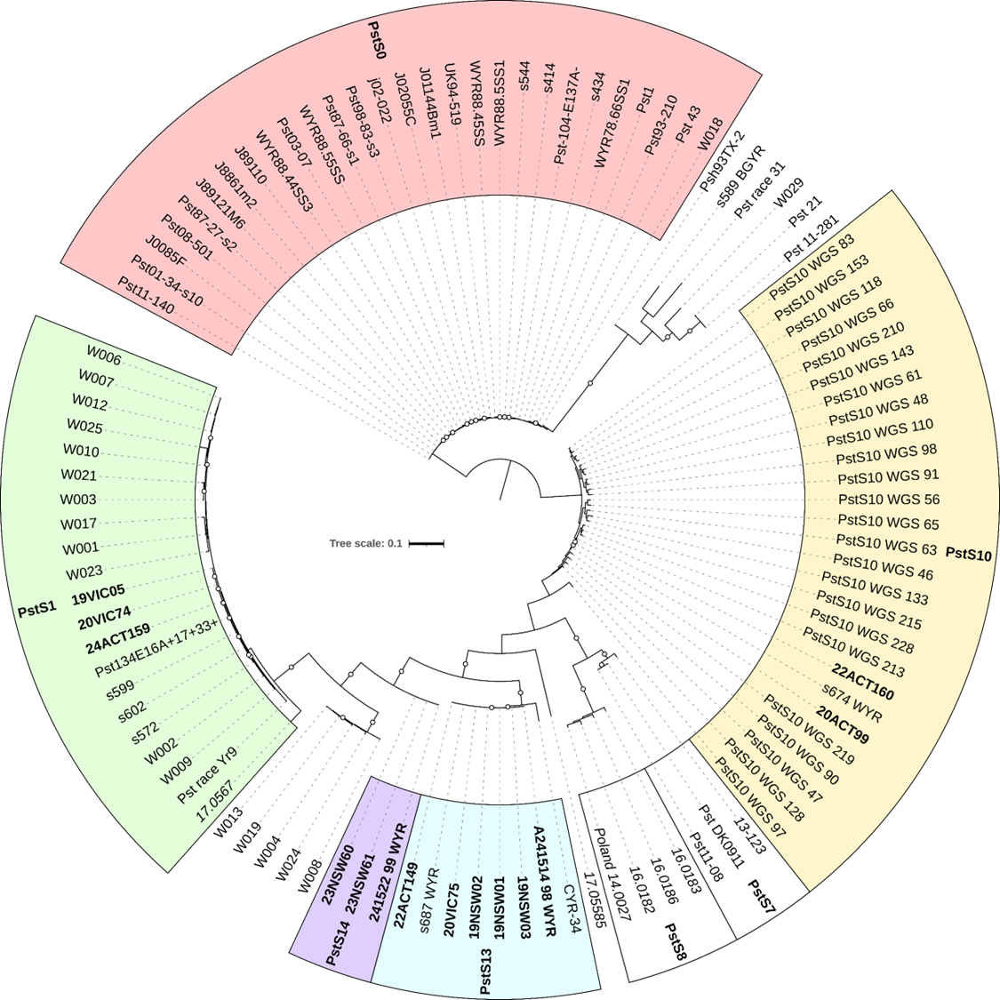 PstS0
Pst11-140
Pst01-34-s10
J0085F
Pst08-501
Pst87-27-s2
J89121M6
J8861m2
J89110
WYR88.44SS3
Pst03-07
WYR88.55SS
Pst87-66-s1
Pst98-83-s3
j02-022
J02055C
J01144Bm1
UK94-519
WYR88.45SS
WYR88.5SS1
s544
s414
Pst-104-E137A-
s434
WYR78.66SS1
Pst1
Pst93-210
Pst 43
W018
Psh93TX-2
s589 BGYR
Pst race 31
W029
Pst 21
Pst 11-281
PstS10 WGS 83
PstS10 WGS 153
PstS10 WGS 118
PstS10 WGS 66
PstS10 WGS 210
PstS10 WGS 143
PstS10 WGS 61
PstS10 WGS 48
PstS10 WGS 110
PstS10 WGS 98
PstS10 WGS 91
PstS10 WGS 56
PstS10 WGS 65
PstS10 WGS 63
PstS10
PstS10 WGS 46
PstS10 WGS 133
PstS10 WGS 215
PstS10 WGS 228
PstS10 WGS 213
22ACT160
s674 WYR
20ACT99
PstS10 WGS 219
PstS10 WGS 90
PstS10 WGS 47
PstS10 WGS 128
PstS10 WGS 97
13-123
Pst DK0911
Pst11-08
PstS7
16.0183
16.0186
16.0182
Poland 14.0027
PstS8
17.05585
CYR-34
A241514 98 WYR
19NSW03
19NSW01
19NSW02
20VIC75
s687 WYR
22ACT149
PstS13
241522 99 WYR
23NSW61
23NSW60
PstS14
W008
W024
W004
W019
W013
17.0567
Pst race Yr9
W009
W002
s572
s602
s599
Pst134E16A+17+33+
24ACT159
20VIC74
19VIC05
PstS1
W023
W001
W017
W003
W021
W010
W025
W012
W007
W006
Tree scale: 0.1